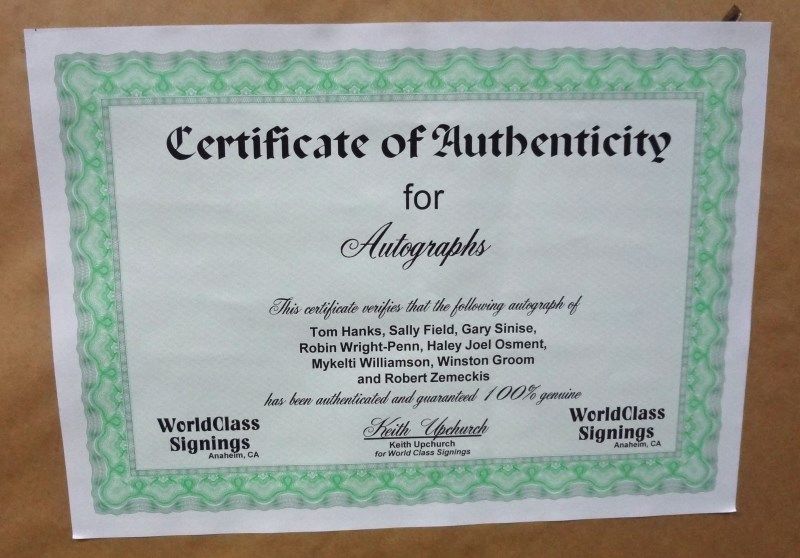 Certificate of Authenticity
for
Autographs
This certificate verifies that the following autograph of
Tom Hanks, Sally Field, Gary Sinise,
Robin Wright-Penn, Haley Joel Osment,
Mykelti Williamson, Winston Groom
and Robert Zemeckis
has been authenticated and guaranteed 100% genuine
WorldClass
Signings
Anaheim, CA
Keith Upchurch
Keith Upchurch
for World Class Signings
WorldClass
Signings
Anaheim, CA